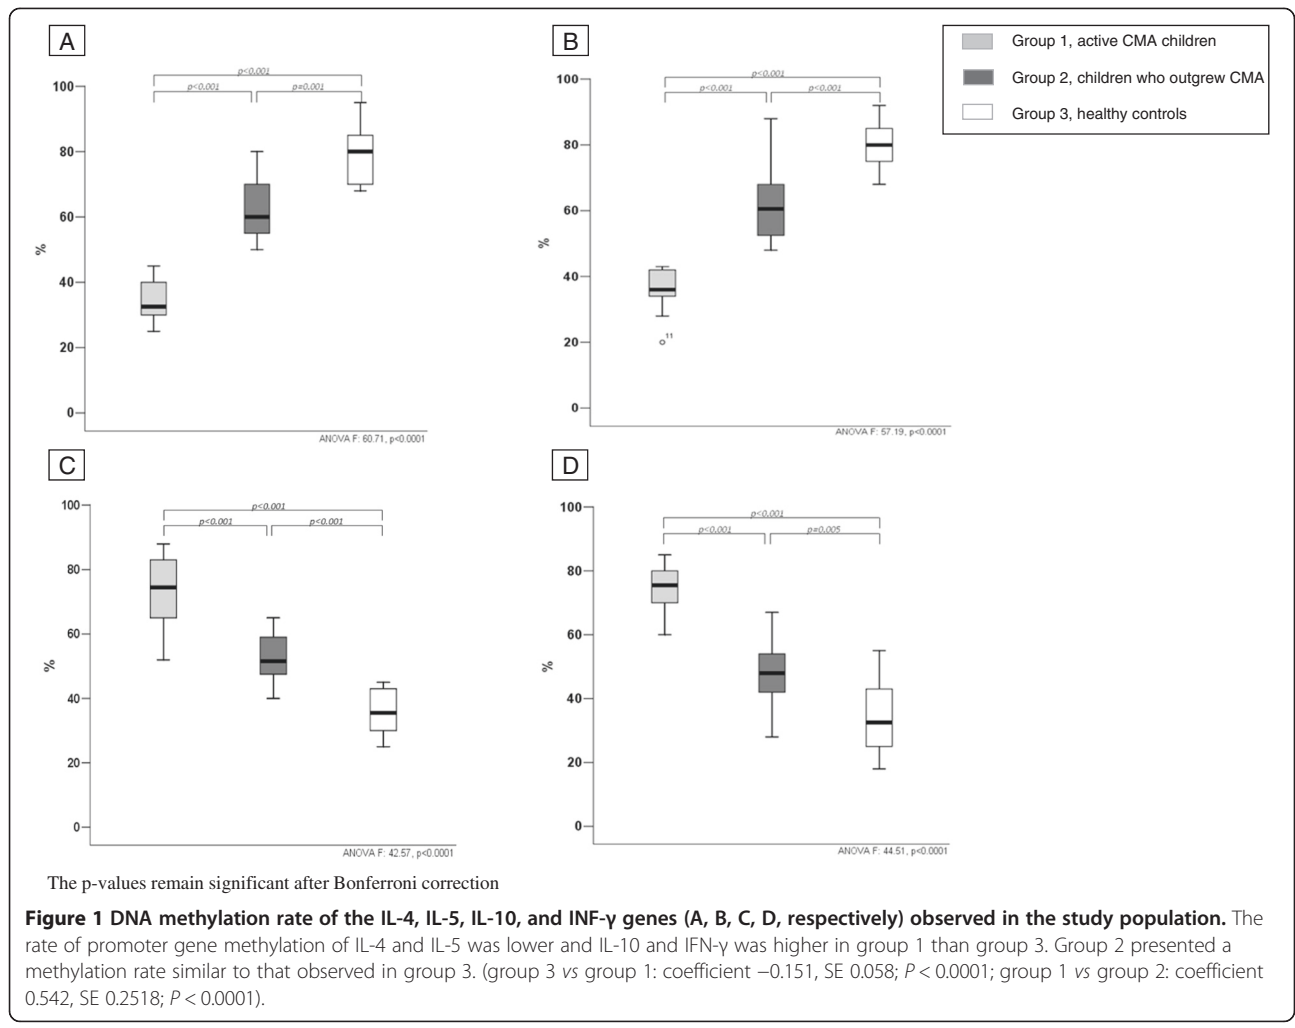 A
p<0.001
p<0.001
p=0.001
100
80
60
40
20
0
%
ANOVA F: 60.71, p<0.0001
B
p<0.001
p<0.001
p<0.001
100
80
60
40
20
0
%
11
ANOVA F: 57.19, p<0.0001
Group 1, active CMA children
Group 2, children who outgrew CMA
Group 3, healthy controls
C
p<0.001
p<0.001
p<0.001
100
80
60
40
20
0
%
ANOVA F: 42.57, p<0.0001
D
p<0.001
p<0.001
p=0.005
100
80
60
40
20
0
%
ANOVA F: 44.51, p<0.0001
The p-values remain significant after Bonferroni correction
Figure 1 DNA methylation rate of the IL-4, IL-5, IL-10, and INF-γ genes (A, B, C, D, respectively) observed in the study population. The
rate of promoter gene methylation of IL-4 and IL-5 was lower and IL-10 and IFN-γ was higher in group 1 than group 3. Group 2 presented a
methylation rate similar to that observed in group 3. (group 3 vs group 1: coefficient −0.151, SE 0.058; P < 0.0001; group 1 vs group 2: coefficient
0.542, SE 0.2518; P < 0.0001).